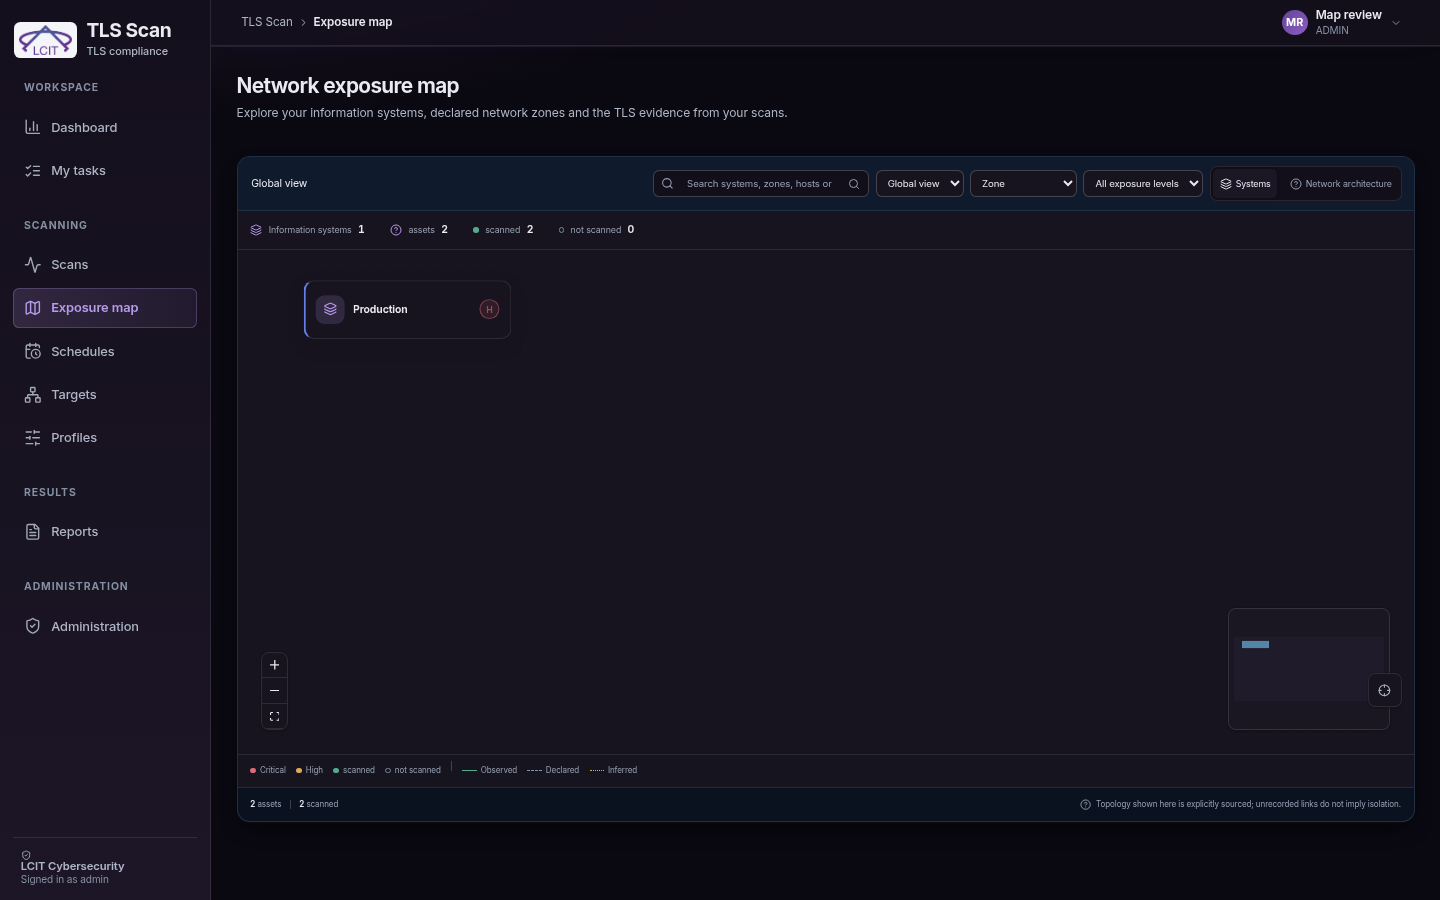 LCIT
TLS Scan
TLS compliance
WORKSPACE
Dashboard
My tasks
SCANNING
Scans
Exposure map
Schedules
Targets
Profiles
RESULTS
Reports
ADMINISTRATION
Administration
LCIT Cybersecurity
Signed in as admin
TLS Scan > Exposure map
MR
Map review
ADMIN
Network exposure map
Explore your information systems, declared network zones and the TLS evidence from your scans.
Global view
Search systems, zones, hosts or
Global view
Zone
All exposure levels
Systems
Network architecture
Information systems 1
assets 2
scanned 2
not scanned 0
Production
H
Critical
High
scanned
not scanned
Observed
Declared
Inferred
2 assets
2 scanned
Topology shown here is explicitly sourced; unrecorded links do not imply isolation.